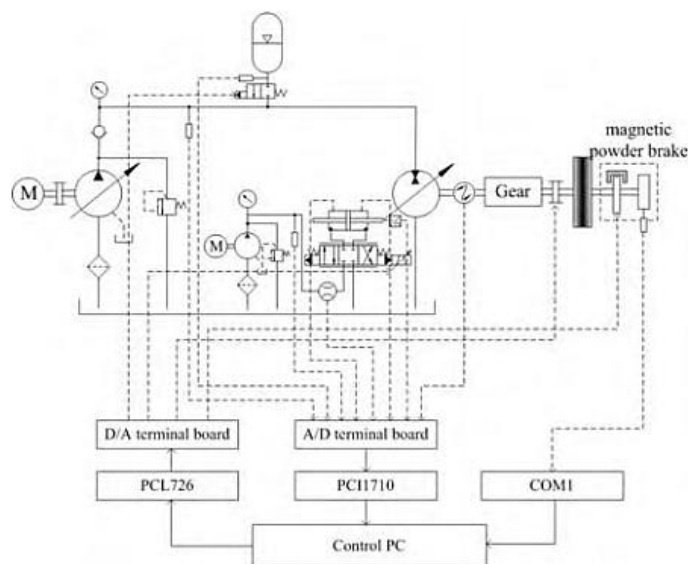 magnetic
powder brake
M
Gear
M
D/A terminal board
A/D terminal board
PCL726
PCI1710
COM1
Control PC